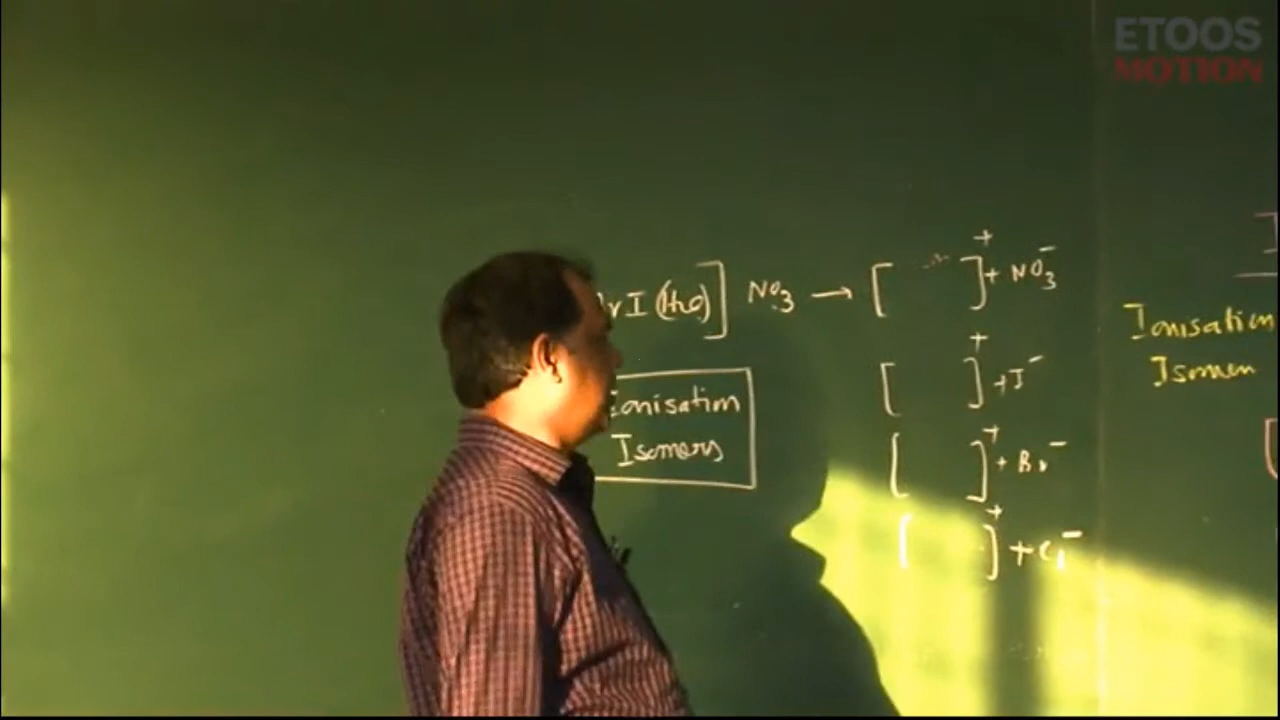 ETOOS
MOTION
I (H2O)] NO3 → [ ]+ + NO3-
[ ]+ + I-
[ ]+ + Br-
[ ]+ + Cl-
Ionisation
Isomers
Ionisation
Isomer